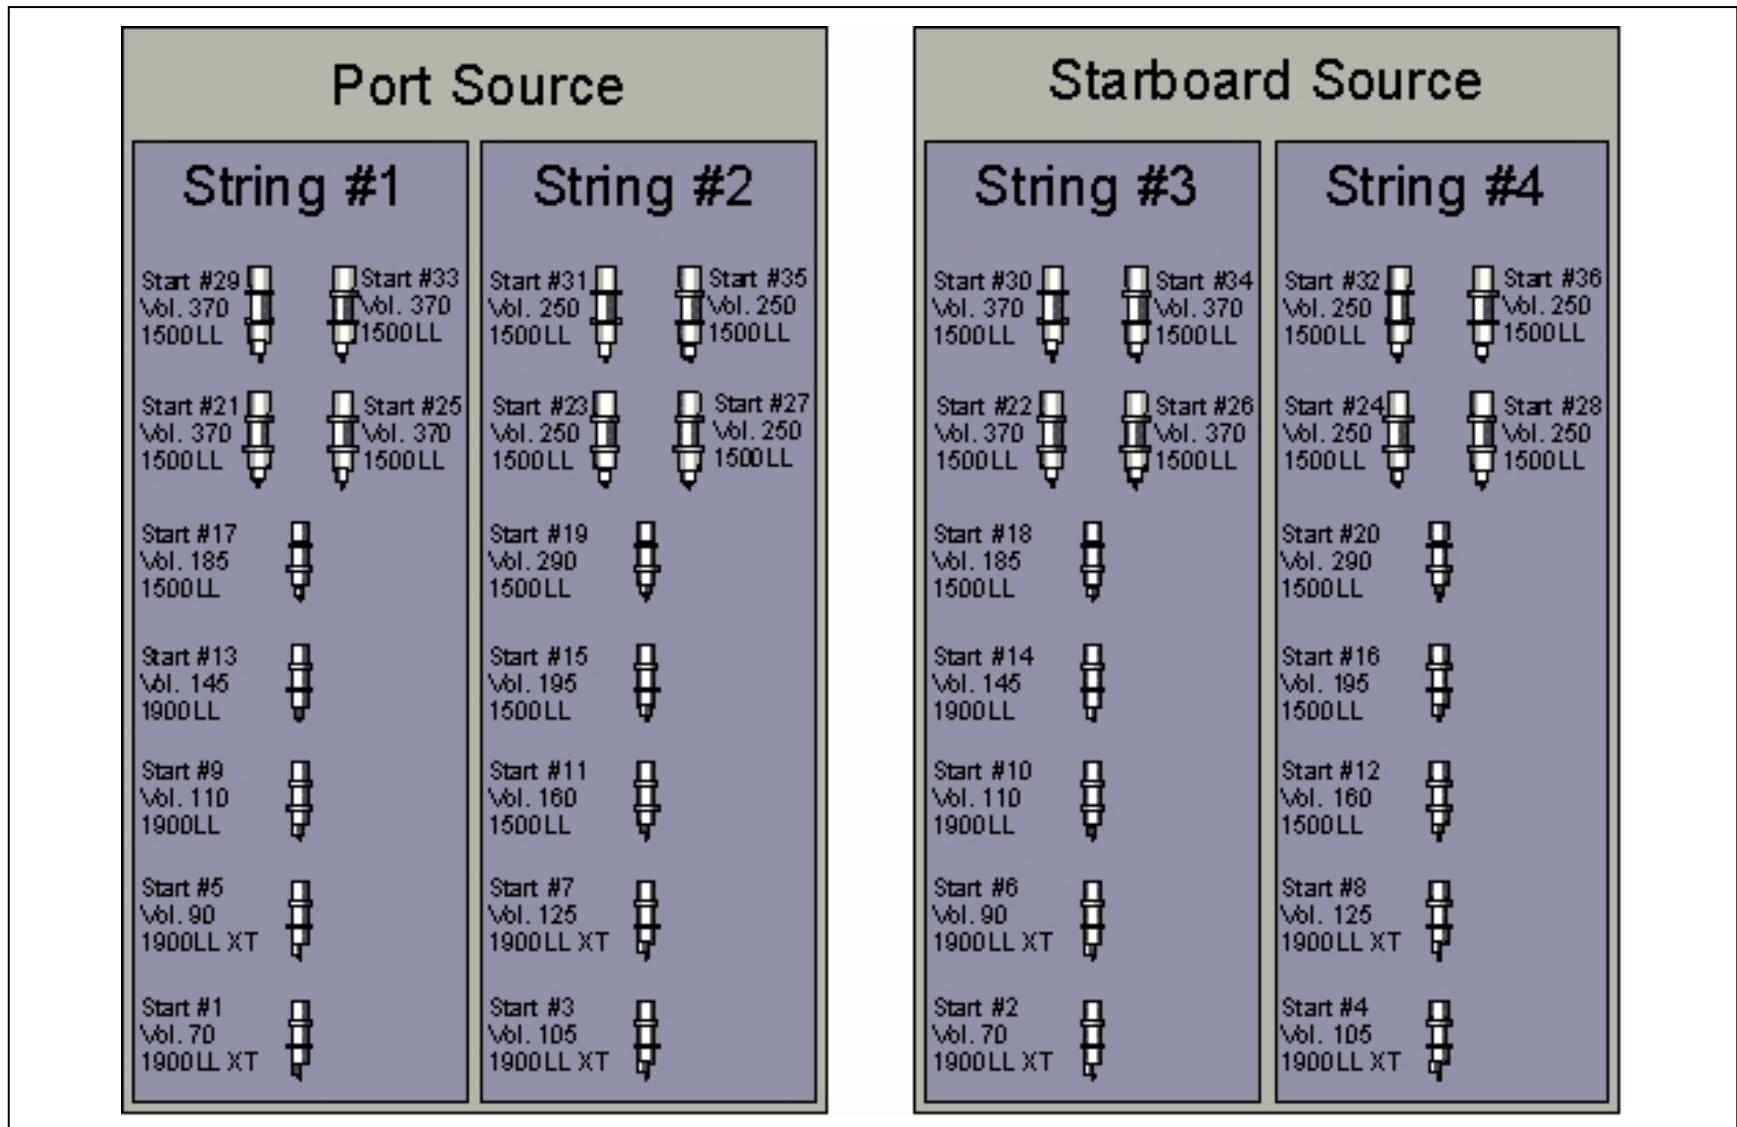 Port Source
String #1
Start #29
Vol. 370
1500LL
Start #33
Vol. 370
1500LL
Start #21
Vol. 370
1500LL
Start #25
Vol. 370
1500LL
Start #17
Vol. 185
1500LL
Start #13
Vol. 145
1900LL
Start #9
Vol. 110
1900LL
Start #5
Vol. 90
1900LL XT
Start #1
Vol. 70
1900LL XT
String #2
Start #31
Vol. 250
1500LL
Start #35
Vol. 250
1500LL
Start #23
Vol. 250
1500LL
Start #27
Vol. 250
1500LL
Start #19
Vol. 290
1500LL
Start #15
Vol. 195
1500LL
Start #11
Vol. 160
1500LL
Start #7
Vol. 125
1900LL XT
Start #3
Vol. 105
1900LL XT
Starboard Source
String #3
Start #30
Vol. 370
1500LL
Start #34
Vol. 370
1500LL
Start #22
Vol. 370
1500LL
Start #26
Vol. 370
1500LL
Start #18
Vol. 185
1500LL
Start #14
Vol. 145
1900LL
Start #10
Vol. 110
1900LL
Start #6
Vol. 90
1900LL XT
Start #2
Vol. 70
1900LL XT
String #4
Start #32
Vol. 250
1500LL
Start #36
Vol. 250
1500LL
Start #24
Vol. 250
1500LL
Start #28
Vol. 250
1500LL
Start #20
Vol. 290
1500LL
Start #16
Vol. 195
1500LL
Start #12
Vol. 160
1500LL
Start #8
Vol. 125
1900LL XT
Start #4
Vol. 105
1900LL XT